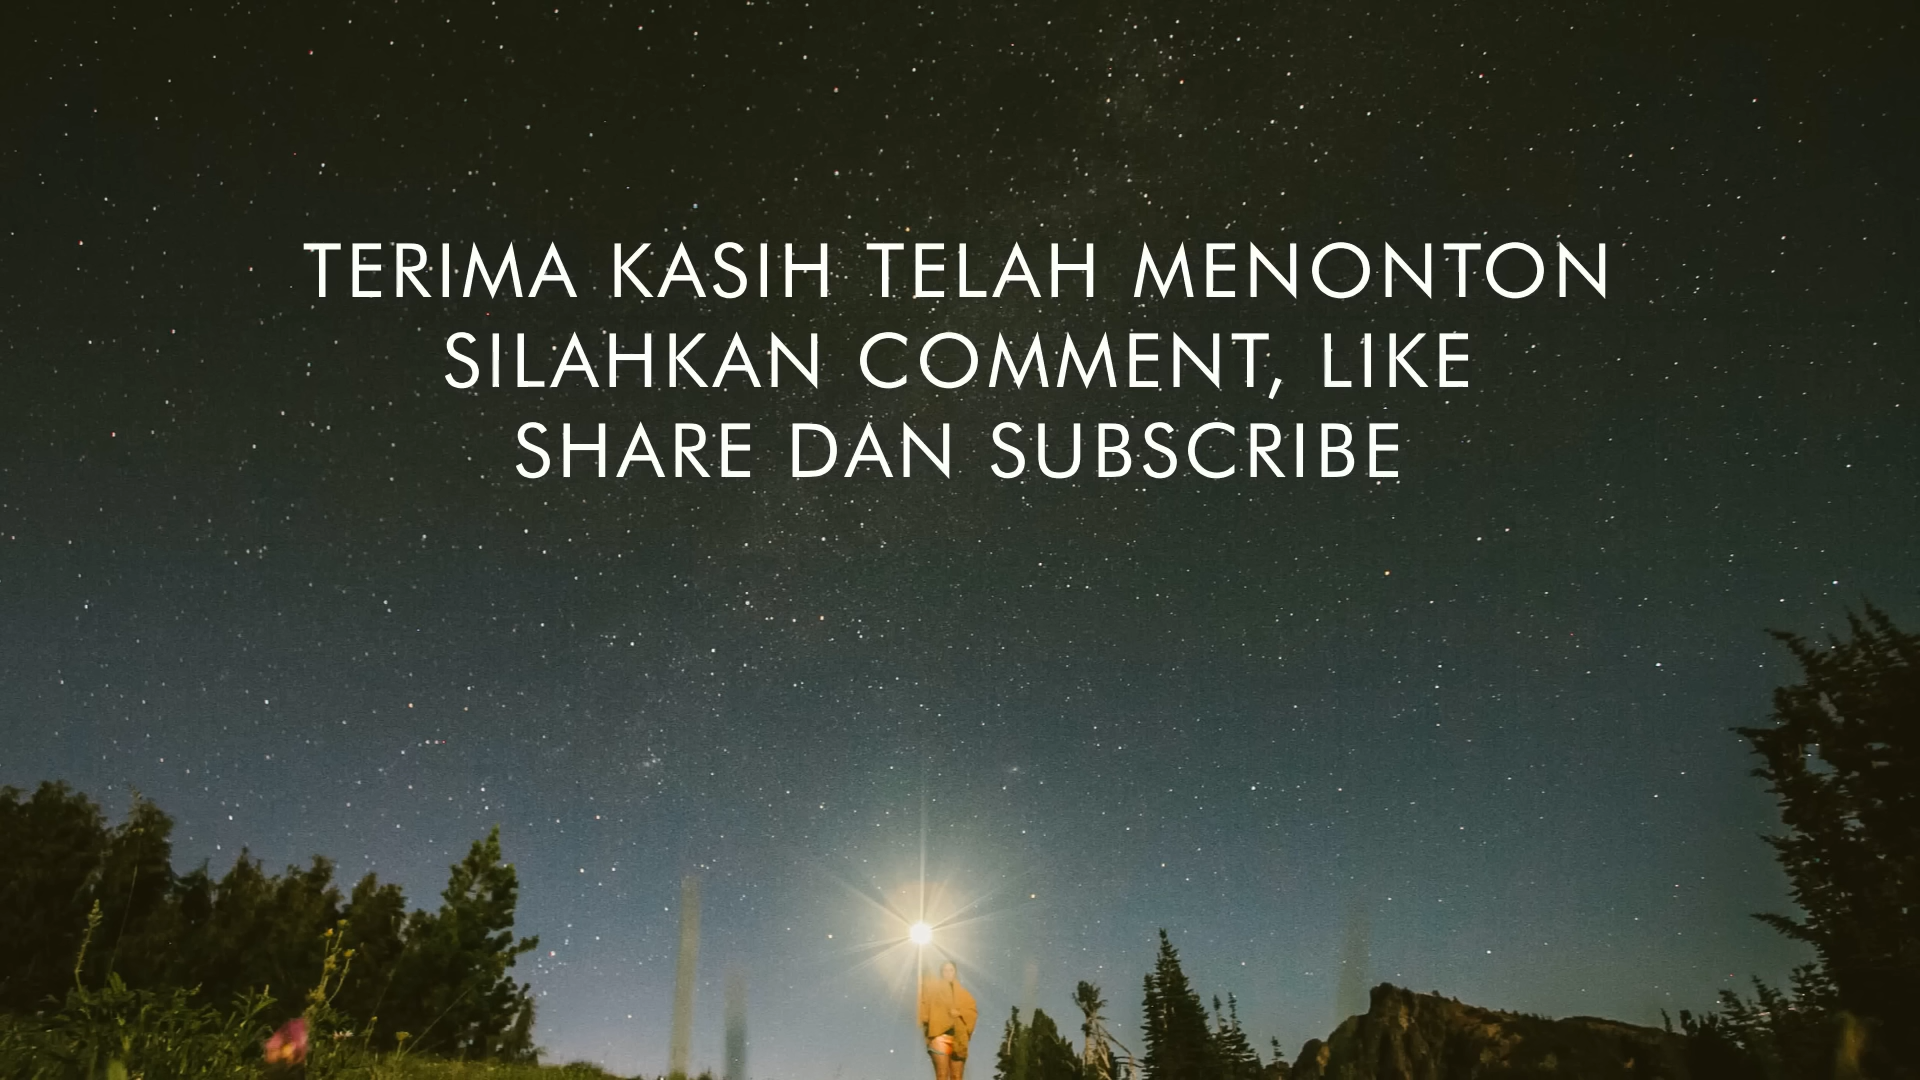 TERIMA KASIH TELAH MENONTON
SILAHKAN COMMENT, LIKE
SHARE DAN SUBSCRIBE